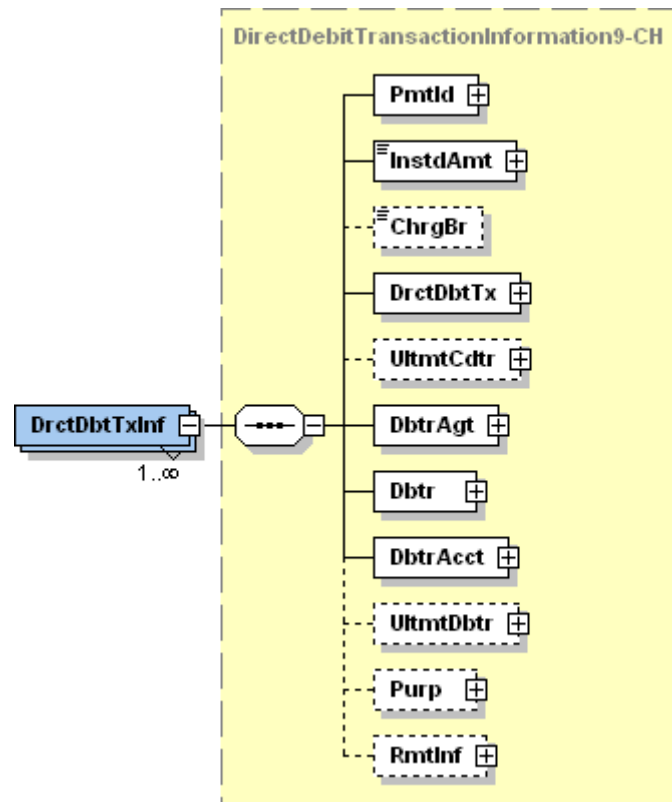 DirectDebitTransactionInformation9-CH
PmtId
InstdAmt
ChrgBr
DrctDbtTx
UltmtCdtr
DrctDbtTxInf
1..∞
DbtrAgt
Dbtr
DbtrAcct
UltmtDbtr
Purp
RmtInf